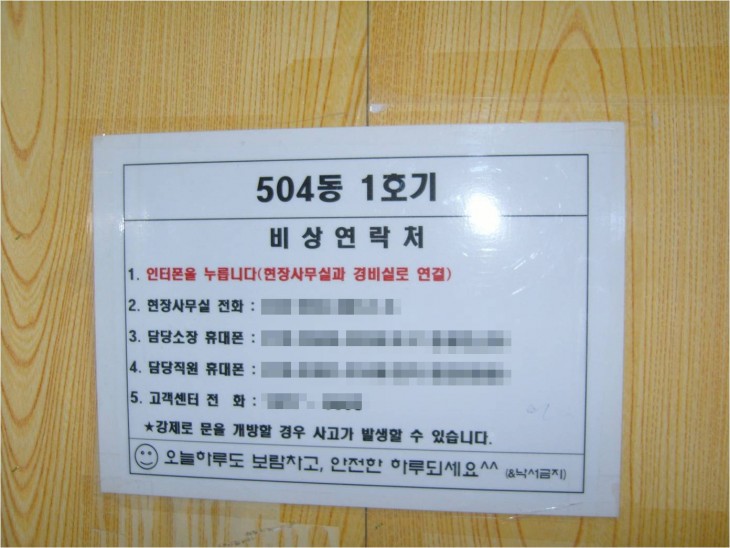 504동 1호기
비상연락처
1. 인터폰을 누릅니다(현장사무실과 경비실로 연결)
2. 현장사무실 전화 :
3. 담당소장 휴대폰 :
4. 담당직원 휴대폰 :
5. 고객센터 전 화 :
★강제로 문을 개방할 경우 사고가 발생할 수 있습니다.
오늘하루도 보람차고, 안전한 하루되세요^^ (&낙서금지)